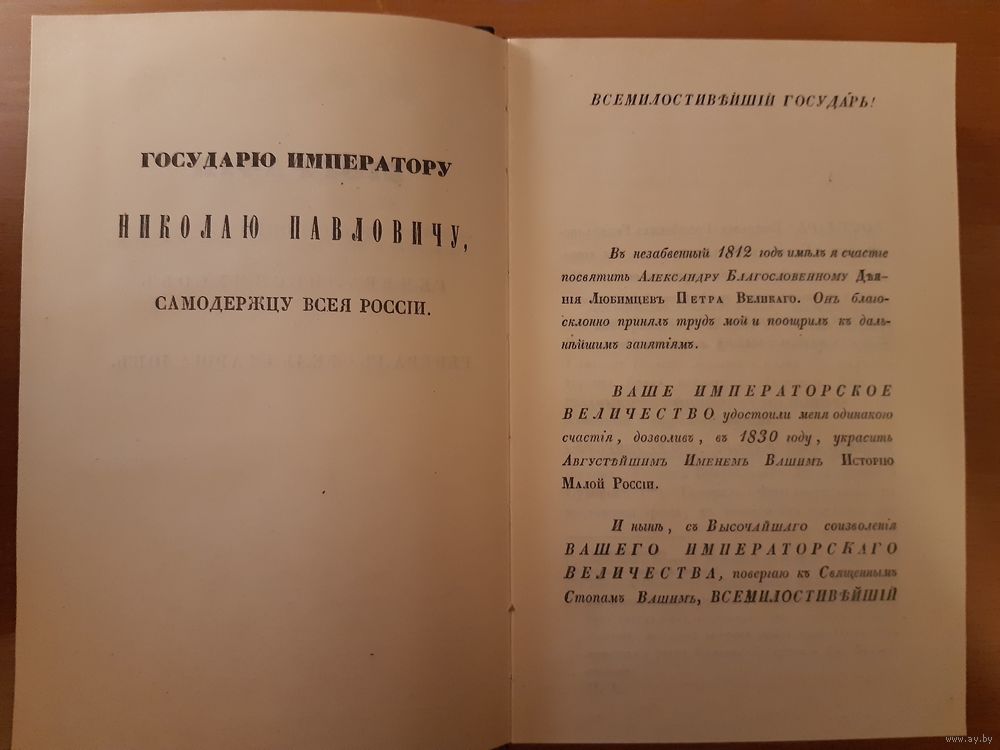 ГОСУДАРЮ ИМПЕРАТОРУ
НИКОЛАЮ ПАВЛОВИЧУ,
САМОДЕРЖЦУ ВСЕЯ РОССІИ.
ВСЕМИЛОСТИВѢЙШІЙ ГОСУДА́РЬ!
Въ незабвенный 1812 годъ имѣлъ я счастіе
посвятить Александру Благословенному Дѣя-
нія Любимцевъ Петра Великаго. Онъ благо-
склонно принялъ трудъ мой и поощрилъ къ даль-
нѣйшимъ занятіямъ.
ВАШЕ ИМПЕРАТОРСКОЕ
ВЕЛИЧЕСТВО удостоили меня одинакого
счастія, дозволивъ, въ 1830 году, украсить
Августѣйшимъ Именемъ Вашимъ Исторію
Малой Россіи.
И нынѣ, съ Высочайшаго соизволенія
ВАШЕГО ИМПЕРАТОРСКАГО
ВЕЛИЧЕСТВА, повергаю къ Священнымъ
Стопамъ Вашимъ, ВСЕМИЛОСТИВѢЙШІЙ
www.ay.by